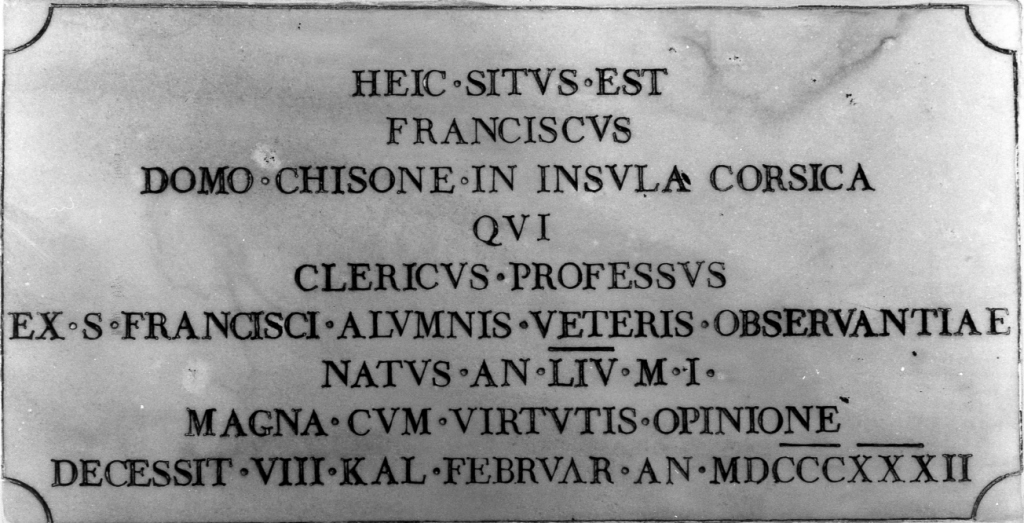 HEIC·SITVS·EST
FRANCISCVS
DOMO·CHISONE·IN INSVLA CORSICA
QVI
CLERICVS·PROFESSVS
EX·S·FRANCISCI·ALVMNIS·VETERIS·OBSERVANTIAE
NATVS·AN·LIV·M·I·
MAGNA·CVM·VIRTVTIS·OPINIONE
DECESSIT·VIII·KAL·FEBRVAR·AN·MDCCCXXXII